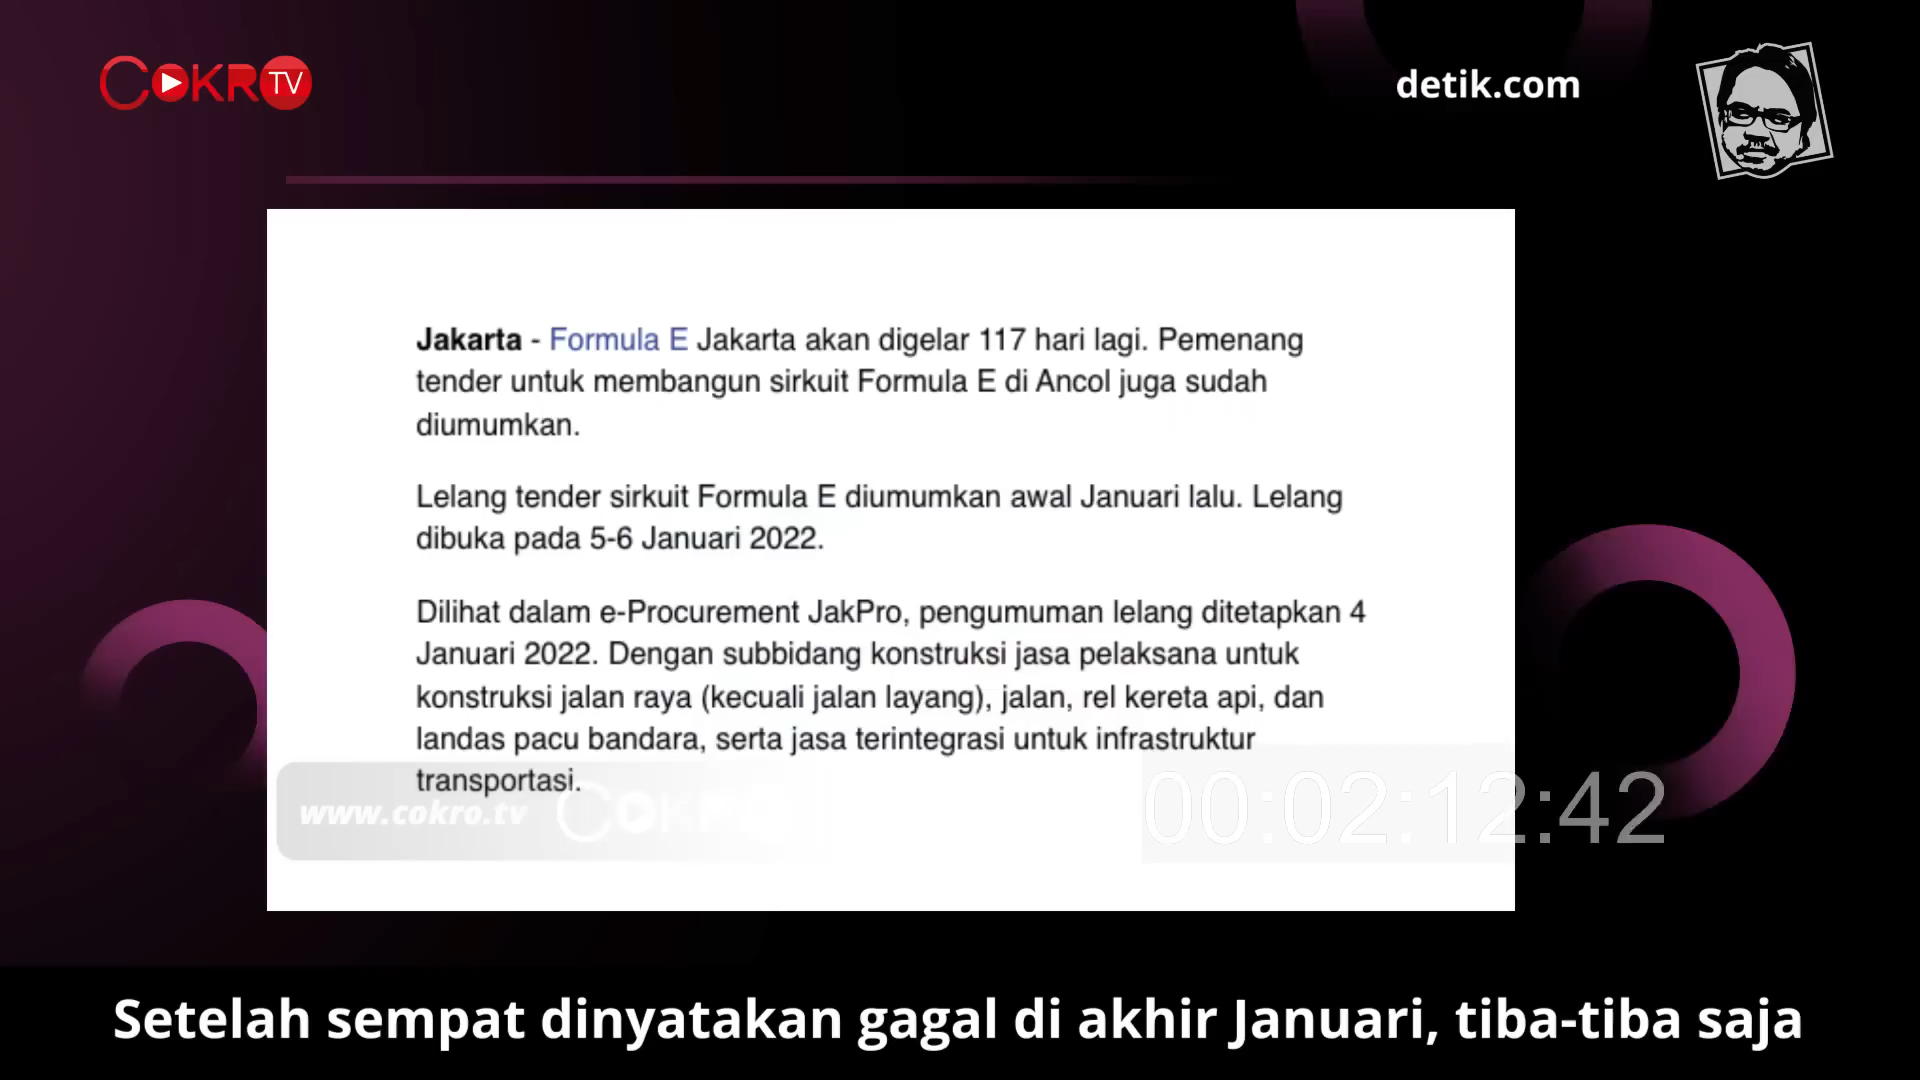 COKRO TV
detik.com
Jakarta - Formula E Jakarta akan digelar 117 hari lagi. Pemenang
tender untuk membangun sirkuit Formula E di Ancol juga sudah
diumumkan.
Lelang tender sirkuit Formula E diumumkan awal Januari lalu. Lelang
dibuka pada 5-6 Januari 2022.
Dilihat dalam e-Procurement JakPro, pengumuman lelang ditetapkan 4
Januari 2022. Dengan subbidang konstruksi jasa pelaksana untuk
konstruksi jalan raya (kecuali jalan layang), jalan, rel kereta api, dan
landas pacu bandara, serta jasa terintegrasi untuk infrastruktur
transportasi.
www.cokro.tv COKRO TV
00:02:12:42
Setelah sempat dinyatakan gagal di akhir Januari, tiba-tiba saja